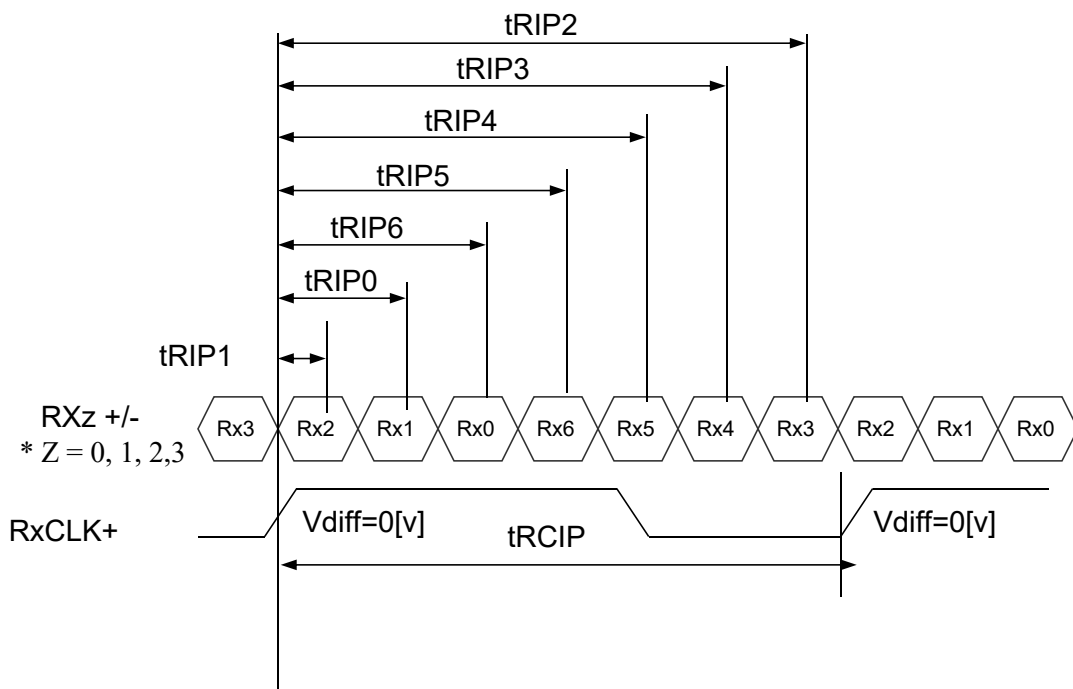 tRIP2
tRIP3
tRIP4
tRIP5
tRIP6
tRIP0
tRIP1
RXz +/-
* Z = 0, 1, 2,3
Rx3 Rx2 Rx1 Rx0 Rx6 Rx5 Rx4 Rx3 Rx2 Rx1 Rx0
RxCLK+
Vdiff=0[v] Vdiff=0[v]
tRCIP